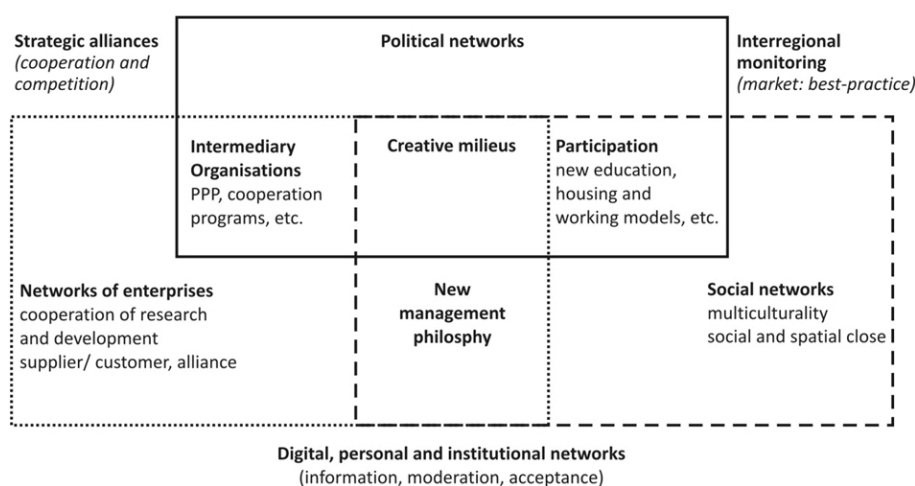 Strategic alliances
(cooperation and
competition)
Political networks
Interregional
monitoring
(market: best-practice)
Intermediary
Organisations
PPP, cooperation
programs, etc.
Creative milieus
Participation
new education,
housing and
working models, etc.
Networks of enterprises
cooperation of research
and development
supplier/ customer, alliance
New
management
philosphy
Social networks
multiculturality
social and spatial close
Digital, personal and institutional networks
(information, moderation, acceptance)